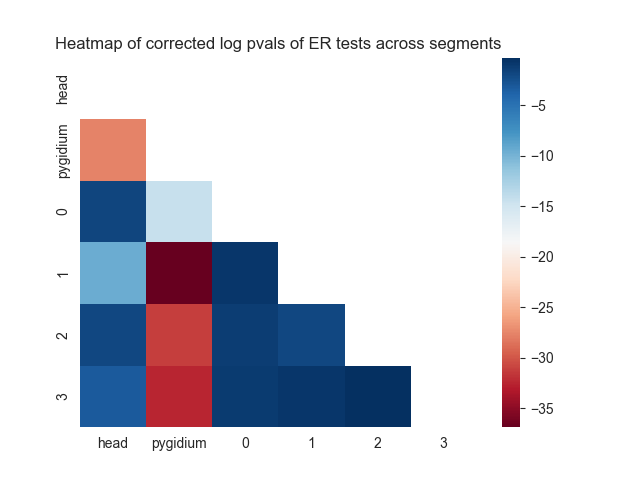 Heatmap of corrected log pvals of ER tests across segments
head
pygidium
0
1
2
3
head pygidium 0 1 2 3
−5
−10
−15
−20
−25
−30
−35